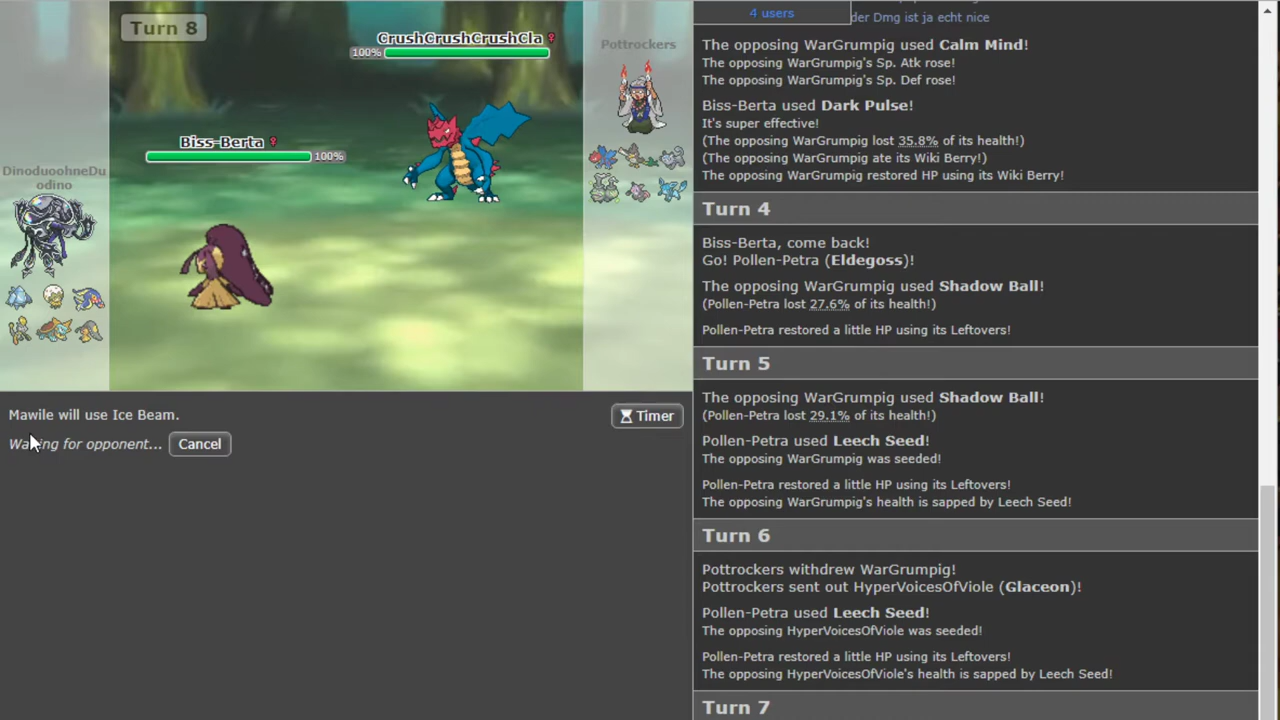 Turn 8
CrushCrushCrushCla
100%
Biss-Berta
100%
DinoduoohneDu
odino
Pottrockers
Mawile will use Ice Beam.
Waiting for opponent...
Cancel
Timer
4 users
der Dmg ist ja echt nice
The opposing WarGrumpig used Calm Mind!
The opposing WarGrumpig's Sp. Atk rose!
The opposing WarGrumpig's Sp. Def rose!
Biss-Berta used Dark Pulse!
It's super effective!
(The opposing WarGrumpig lost 35.8% of its health!)
(The opposing WarGrumpig ate its Wiki Berry!)
The opposing WarGrumpig restored HP using its Wiki Berry!
Turn 4
Biss-Berta, come back!
Go! Pollen-Petra (Eldegoss)!
The opposing WarGrumpig used Shadow Ball!
(Pollen-Petra lost 27.6% of its health!)
Pollen-Petra restored a little HP using its Leftovers!
Turn 5
The opposing WarGrumpig used Shadow Ball!
(Pollen-Petra lost 29.1% of its health!)
Pollen-Petra used Leech Seed!
The opposing WarGrumpig was seeded!
Pollen-Petra restored a little HP using its Leftovers!
The opposing WarGrumpig's health is sapped by Leech Seed!
Turn 6
Pottrockers withdrew WarGrumpig!
Pottrockers sent out HyperVoicesOfViole (Glaceon)!
Pollen-Petra used Leech Seed!
The opposing HyperVoicesOfViole was seeded!
Pollen-Petra restored a little HP using its Leftovers!
The opposing HyperVoicesOfViole's health is sapped by Leech Seed!
Turn 7